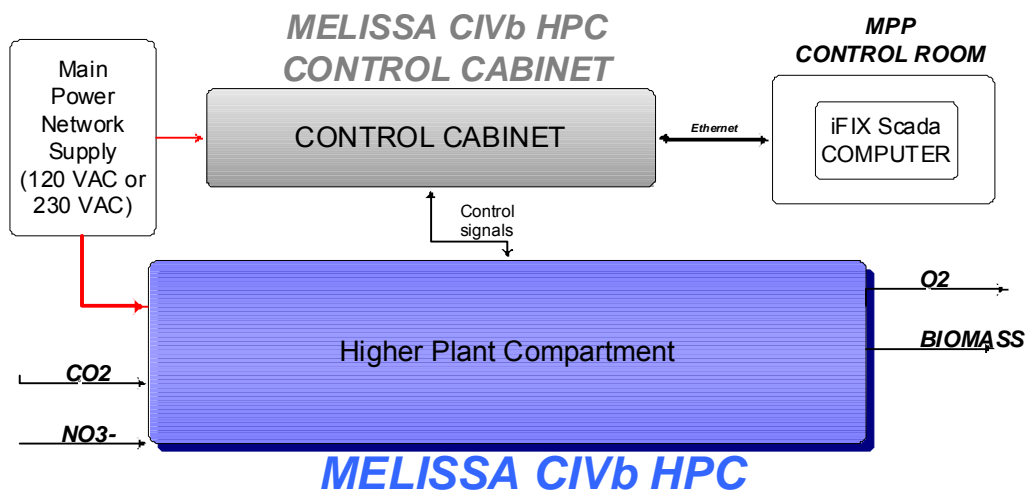 MELISSA CIVb HPC
CONTROL CABINET
MPP
CONTROL ROOM
Main
Power
Network
Supply
(120 VAC or
230 VAC)
CONTROL CABINET
Ethernet
iFIX Scada
COMPUTER
Control
signals
Higher Plant Compartment
O2
BIOMASS
CO2
NO3-
MELISSA CIVb HPC